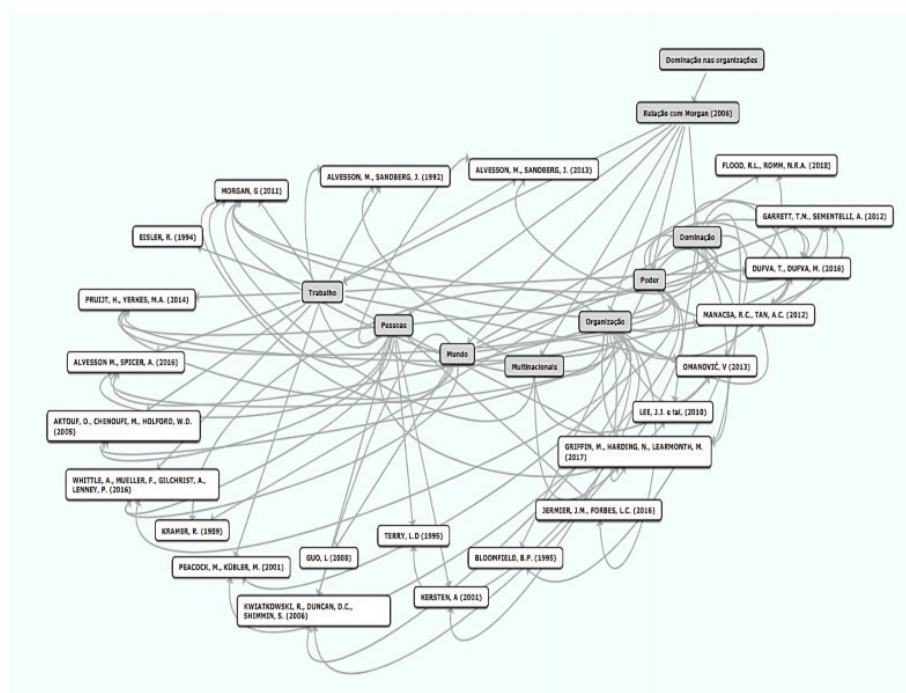 Dominação nas organizações
Relação com Morgan (2006)
ALVESSON, M., SANDBERG, J. (1992)
ALVESSON, M., SANDBERG, J. (2013)
FLOOD, R.L., ROMM, N.R.A. (2018)
MORGAN, G (2011)
GARRETT, T.M., SEMENTELLI, A. (2012)
EISLER, R. (1994)
Dominação
DUFVA, T., DUFVA, M. (2016)
Poder
Trabalho
PRUIJT, H., YERKES, M.A. (2014)
MANACSA, R.C., TAN, A.C. (2012)
Pessoas
Organização
Mundo
ALVESSON M., SPICER, A. (2016)
Multinacionais
OMANOVIĆ, V (2013)
LEE, J.J. e tal, (2010)
AKTOUF, O., CHENOUFI, M., HOLFORD, W.D.
(2005)
GRIFFIN, M., HARDING, N., LEARMONTH, M.
(2017)
WHITTLE, A., MUELLER, F., GILCHRIST, A.,
LENNEY, P. (2016)
JERMIER, J.M., FORBES, L.C. (2016)
KRAMER, R. (1989)
TERRY, L.D (1995)
GUO, L (2008)
BLOOMFIELD, B.P. (1995)
PEACOCK, M., KÜBLER, M. (2001)
KERSTEN, A (2001)
KWIATKOWSKI, R., DUNCAN, D.C.,
SHIMMIN, S. (2006)